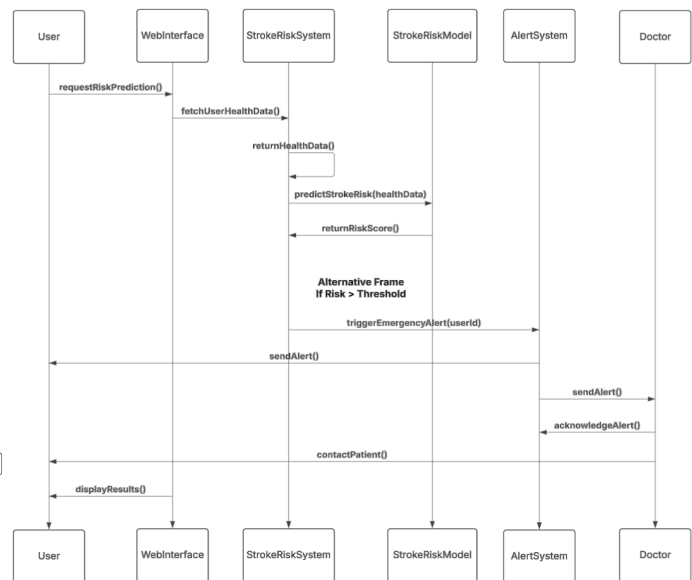 User
WebInterface
StrokeRiskSystem
StrokeRiskModel
AlertSystem
Doctor
requestRiskPrediction()
fetchUserHealthData()
returnHealthData()
predictStrokeRisk(healthData)
returnRiskScore()
Alternative Frame
If Risk > Threshold
triggerEmergencyAlert(userId)
sendAlert()
sendAlert()
acknowledgeAlert()
contactPatient()
displayResults()
User
WebInterface
StrokeRiskSystem
StrokeRiskModel
AlertSystem
Doctor